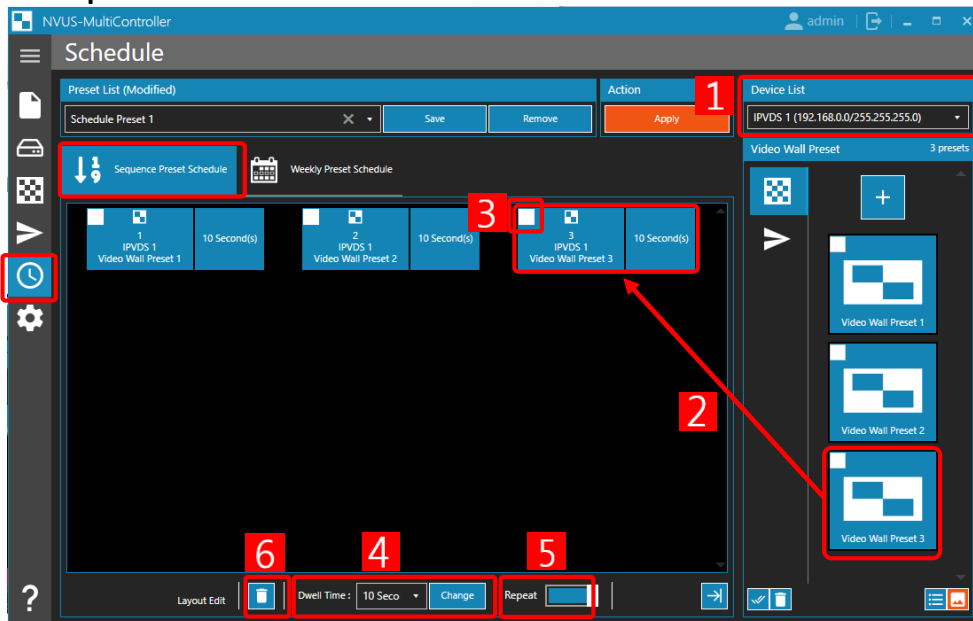 NVUS-MultiController
admin
Schedule
Preset List (Modified)
Action
1
Device List
Schedule Preset 1
Save
Remove
Apply
IPVDS 1 (192.168.0.0/255.255.255.0)
Sequence Preset Schedule
Weekly Preset Schedule
Video Wall Preset
3 presets
1
IPVDS 1
Video Wall Preset 1
10 Second(s)
2
IPVDS 1
Video Wall Preset 2
10 Second(s)
3
3
IPVDS 1
Video Wall Preset 3
10 Second(s)
+
Video Wall Preset 1
2
Video Wall Preset 2
Video Wall Preset 3
6
4
5
?
Layout Edit
Dwell Time :
10 Seco
Change
Repeat